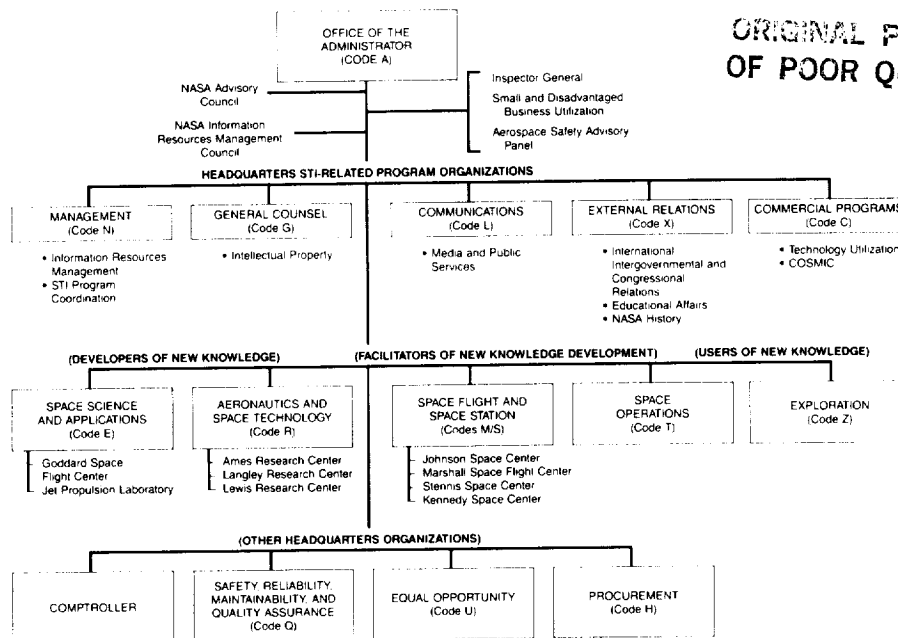 ORIGINAL P
OF POOR Q
OFFICE OF THE
ADMINISTRATOR
(CODE A)
NASA Advisory
Council
NASA Information
Resources Management
Council
Inspector General
Small and Disadvantaged
Business Utilization
Aerospace Safety Advisory
Panel
HEADQUARTERS STI-RELATED PROGRAM ORGANIZATIONS
MANAGEMENT
(Code N)
• Information Resources
Management
• STI Program
Coordination
GENERAL COUNSEL
(Code G)
• Intellectual Property
COMMUNICATIONS
(Code L)
• Media and Public
Services
EXTERNAL RELATIONS
(Code X)
• International
Intergovernmental and
Congressional
Relations
• Educational Affairs
• NASA History
COMMERCIAL PROGRAMS
(Code C)
• Technology Utilization
• COSMIC
(DEVELOPERS OF NEW KNOWLEDGE)
(FACILITATORS OF NEW KNOWLEDGE DEVELOPMENT)
(USERS OF NEW KNOWLEDGE)
SPACE SCIENCE
AND APPLICATIONS
(Code E)
Goddard Space
Flight Center
Jet Propulsion Laboratory
AERONAUTICS AND
SPACE TECHNOLOGY
(Code R)
Ames Research Center
Langley Research Center
Lewis Research Center
SPACE FLIGHT AND
SPACE STATION
(Codes M/S)
Johnson Space Center
Marshall Space Flight Center
Stennis Space Center
Kennedy Space Center
SPACE
OPERATIONS
(Code T)
EXPLORATION
(Code Z)
(OTHER HEADQUARTERS ORGANIZATIONS)
COMPTROLLER
SAFETY, RELIABILITY,
MAINTAINABILITY, AND
QUALITY ASSURANCE
(Code Q)
EQUAL OPPORTUNITY
(Code U)
PROCUREMENT
(Code H)